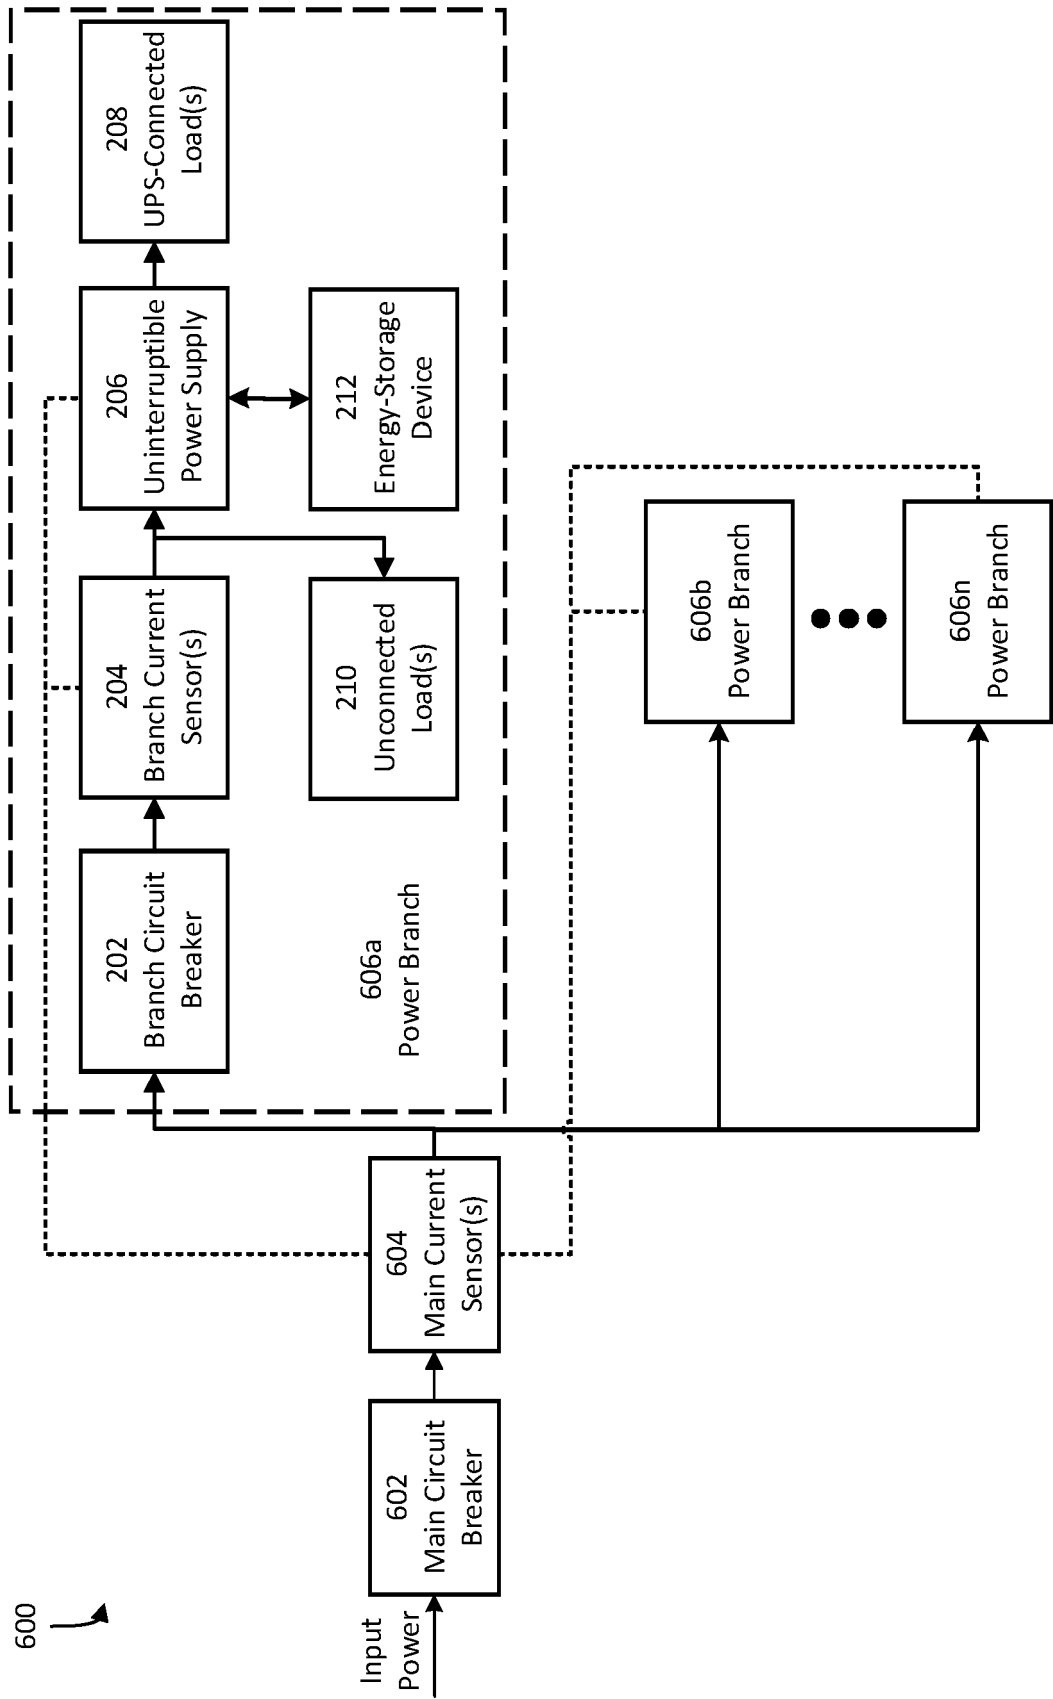 600
Input
Power
602
Main Circuit
Breaker
604
Main Current
Sensor(s)
202
Branch Circuit
Breaker
204
Branch Current
Sensor(s)
206
Uninterruptible
Power Supply
208
UPS-Connected
Load(s)
210
Unconnected
Load(s)
212
Energy-Storage
Device
606a
Power Branch
606b
Power Branch
606n
Power Branch